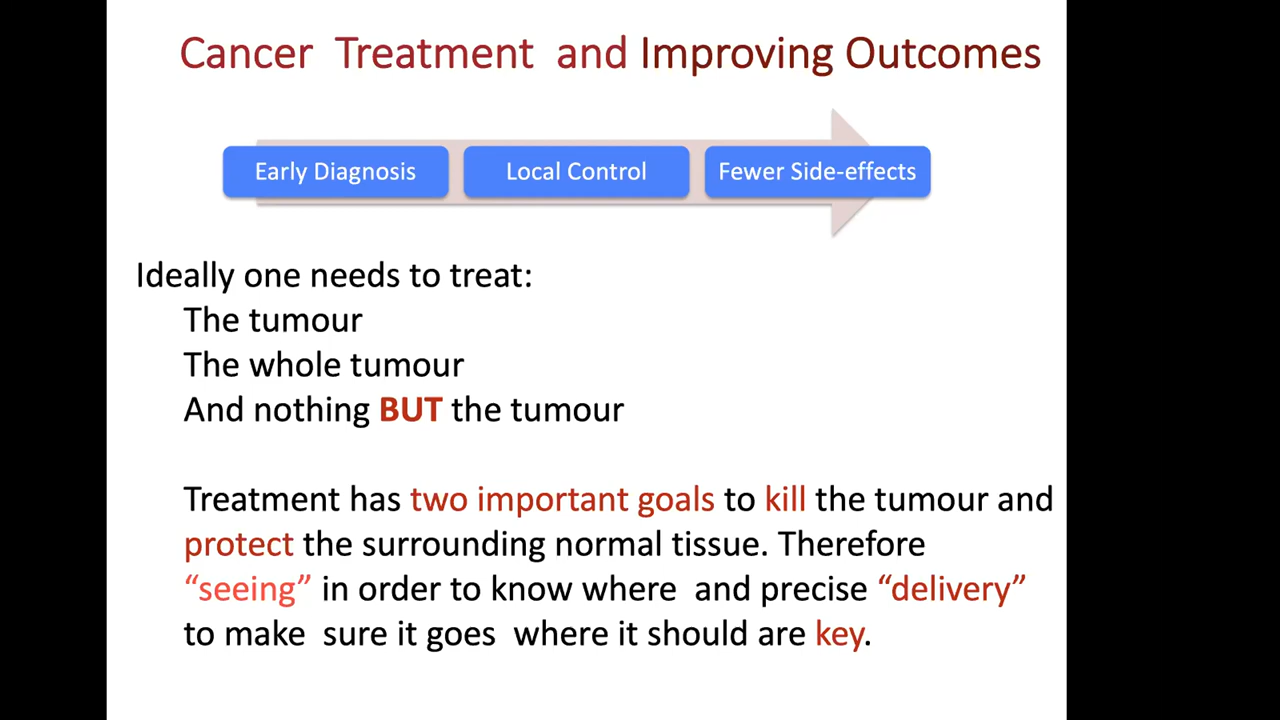 Cancer Treatment and Improving Outcomes
Early Diagnosis
Local Control
Fewer Side-effects
Ideally one needs to treat:
The tumour
The whole tumour
And nothing BUT the tumour
Treatment has two important goals to kill the tumour and
protect the surrounding normal tissue. Therefore
“seeing” in order to know where and precise “delivery”
to make sure it goes where it should are key.